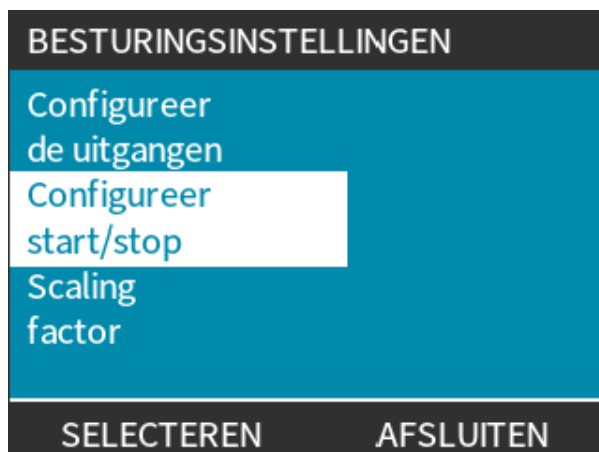 BESTURINGSINSTELLINGEN
Configureer
de uitgangen
Configureer
start/stop
Scaling
factor
SELECTEREN AFSLUITEN